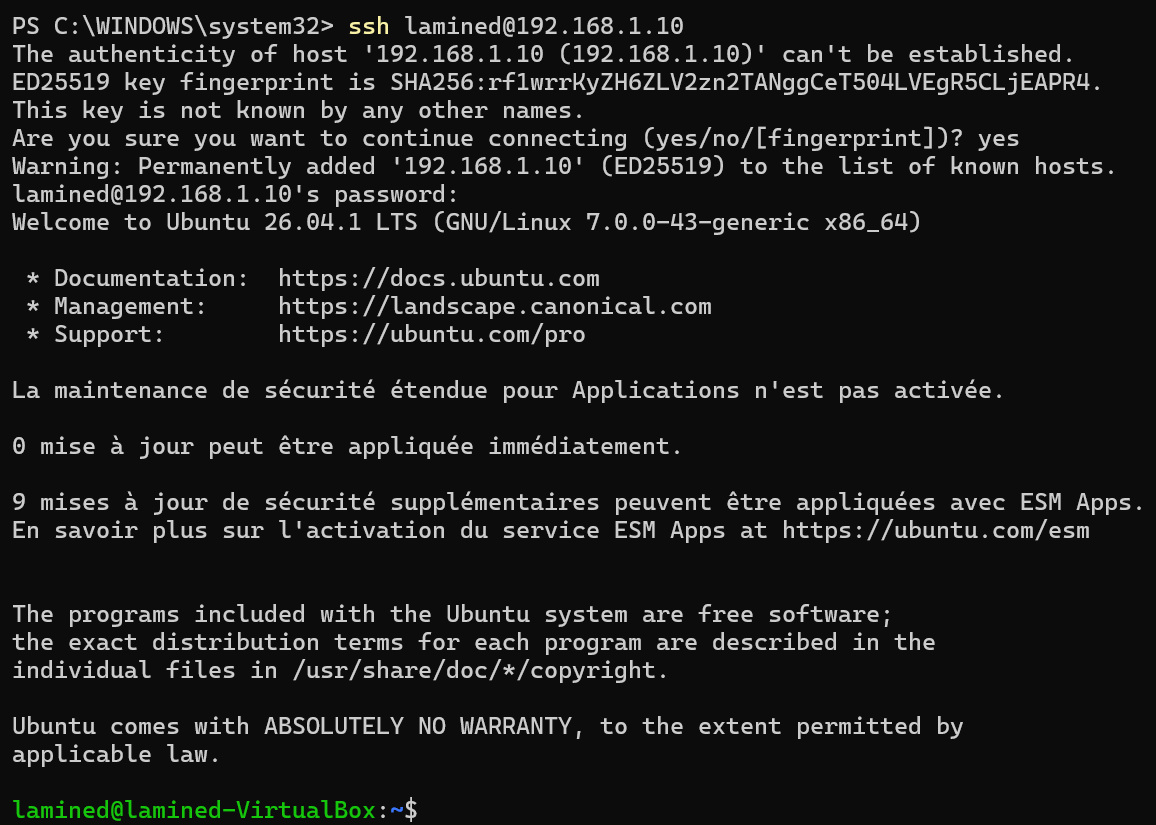 PS C:\WINDOWS\system32> ssh lamined@192.168.1.10
The authenticity of host '192.168.1.10 (192.168.1.10)' can't be established.
ED25519 key fingerprint is SHA256:rf1wrrKyZH6ZLV2zn2TANggCeT504LVEgR5CLjEAPR4.
This key is not known by any other names.
Are you sure you want to continue connecting (yes/no/[fingerprint])? yes
Warning: Permanently added '192.168.1.10' (ED25519) to the list of known hosts.
lamined@192.168.1.10's password:
Welcome to Ubuntu 26.04.1 LTS (GNU/Linux 7.0.0-43-generic x86_64)

 * Documentation:  https://docs.ubuntu.com
 * Management:     https://landscape.canonical.com
 * Support:        https://ubuntu.com/pro

La maintenance de sécurité étendue pour Applications n'est pas activée.

0 mise à jour peut être appliquée immédiatement.

9 mises à jour de sécurité supplémentaires peuvent être appliquées avec ESM Apps.
En savoir plus sur l'activation du service ESM Apps at https://ubuntu.com/esm


The programs included with the Ubuntu system are free software;
the exact distribution terms for each program are described in the
individual files in /usr/share/doc/*/copyright.

Ubuntu comes with ABSOLUTELY NO WARRANTY, to the extent permitted by
applicable law.

lamined@lamined-VirtualBox:~$